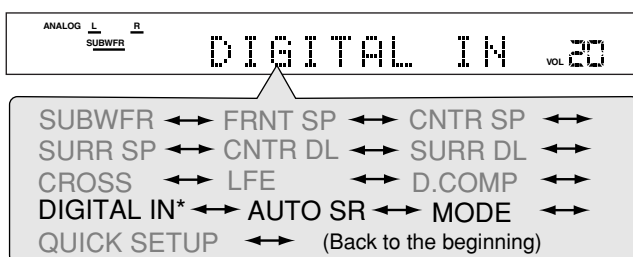 ANALOG L R
SUBWFR
DIGITAL IN VOL 20
SUBWFR ↔ FRNT SP ↔ CNTR SP ↔
SURR SP ↔ CNTR DL ↔ SURR DL ↔
CROSS ↔ LFE ↔ D.COMP ↔
DIGITAL IN* ↔ AUTO SR ↔ MODE ↔
QUICK SETUP ↔ (Back to the beginning)